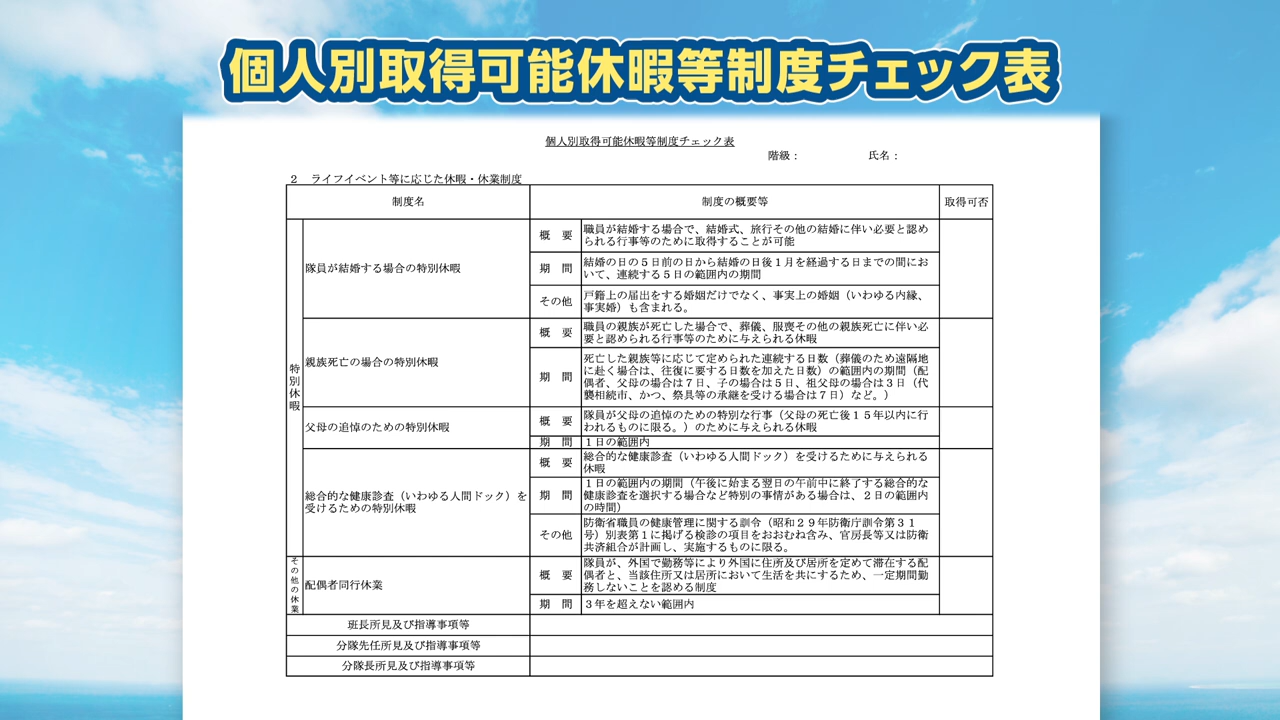 個人別取得可能休暇等制度チェック表
個人別取得可能休暇等制度チェック表
階級：　氏名：
2　ライフイベント等に応じた休暇・休業制度
制度名
制度の概要等
取得可否
特別休暇
隊員が結婚する場合の特別休暇
概　要
職員が結婚する場合で、結婚式、旅行その他の結婚に伴い必要と認め
られる行事等のために取得することが可能
期　間
結婚の日の５日前の日から結婚の日後１月を経過する日までの間にお
いて、連続する５日の範囲内の期間
その他
戸籍上の届出をする婚姻だけでなく、事実上の婚姻（いわゆる内縁、
事実婚）も含まれる。
親族死亡の場合の特別休暇
概　要
職員の親族が死亡した場合で、葬儀、服喪その他の親族死亡に伴い必
要と認められる行事等のために与えられる休暇
期　間
死亡した親族等に応じて定められた連続する日数（葬儀のため遠隔地
に赴く場合は、往復に要する日数を加えた日数）の範囲内の期間（配
偶者、父母の場合は７日、子の場合は５日、祖父母の場合は３日（代
襲相続市、かつ、祭具等の承継を受ける場合は７日）など。）
父母の追悼のための特別休暇
概　要
隊員が父母の追悼のための特別な行事（父母の死亡後１５年以内に行
われるものに限る。）のために与えられる休暇
期　間
１日の範囲内
総合的な健康診査（いわゆる人間ドック）を
受けるための特別休暇
概　要
総合的な健康診査（いわゆる人間ドック）を受けるために与えられる
休暇
期　間
１日の範囲内の期間（午後に始まる翌日の午前中に終了する総合的な
健康診査を選択する場合など特別の事情がある場合は、２日の範囲内
の時間）
その他
防衛省職員の健康管理に関する訓令（昭和２９年防衛庁訓令第３１
号）別表第１に掲げる検診の項目をおおむね含み、官房長等又は防衛
共済組合が計画し、実施するものに限る。
その他の休業
配偶者同行休業
概　要
隊員が、外国で勤務等により外国に住所及び居所を定めて滞在する配
偶者と、当該住所又は居所において生活を共にするため、一定期間勤
務しないことを認める制度
期　間
３年を超えない範囲内
班長所見及び指導事項等
分隊先任所見及び指導事項等
分隊長所見及び指導事項等